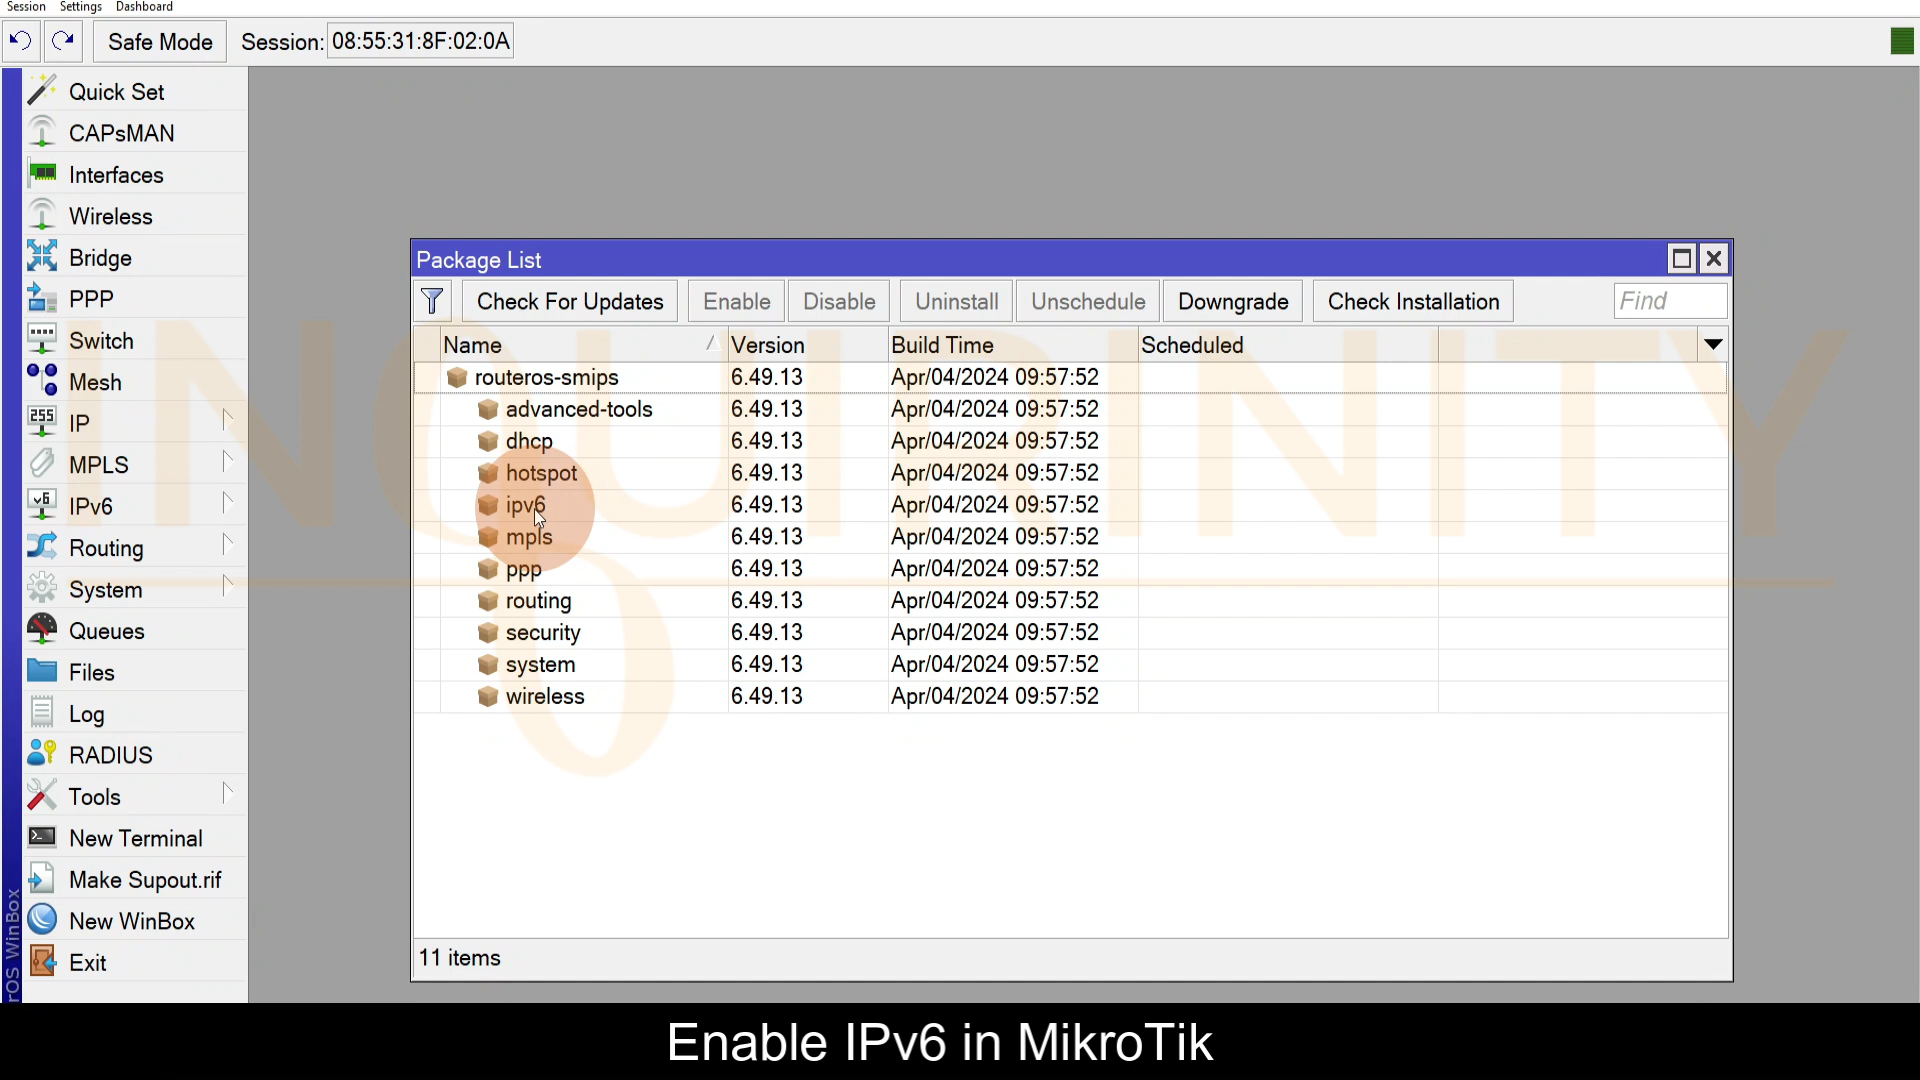 Session Settings Dashboard
Safe Mode Session: 08:55:31:8F:02:0A
Quick Set
CAPsMAN
Interfaces
Wireless
Bridge
PPP
Switch
Mesh
255 IP
MPLS
v6 IPv6
Routing
System
Queues
Files
Log
RADIUS
Tools
New Terminal
Make Supout.rif
New WinBox
Exit
rOS WinBox
Package List
Check For Updates Enable Disable Uninstall Unschedule Downgrade Check Installation Find
Name Version Build Time Scheduled
routeros-smips 6.49.13 Apr/04/2024 09:57:52
advanced-tools 6.49.13 Apr/04/2024 09:57:52
dhcp 6.49.13 Apr/04/2024 09:57:52
hotspot 6.49.13 Apr/04/2024 09:57:52
ipv6 6.49.13 Apr/04/2024 09:57:52
mpls 6.49.13 Apr/04/2024 09:57:52
ppp 6.49.13 Apr/04/2024 09:57:52
routing 6.49.13 Apr/04/2024 09:57:52
security 6.49.13 Apr/04/2024 09:57:52
system 6.49.13 Apr/04/2024 09:57:52
wireless 6.49.13 Apr/04/2024 09:57:52
11 items
INQUIRINITY
Enable IPv6 in MikroTik